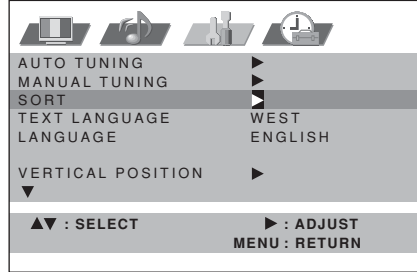 AUTO TUNING ▶
MANUAL TUNING ▶
SORT ▶
TEXT LANGUAGE WEST
LANGUAGE ENGLISH
VERTICAL POSITION ▶
▼
▲▼ : SELECT ▶ : ADJUST
MENU : RETURN